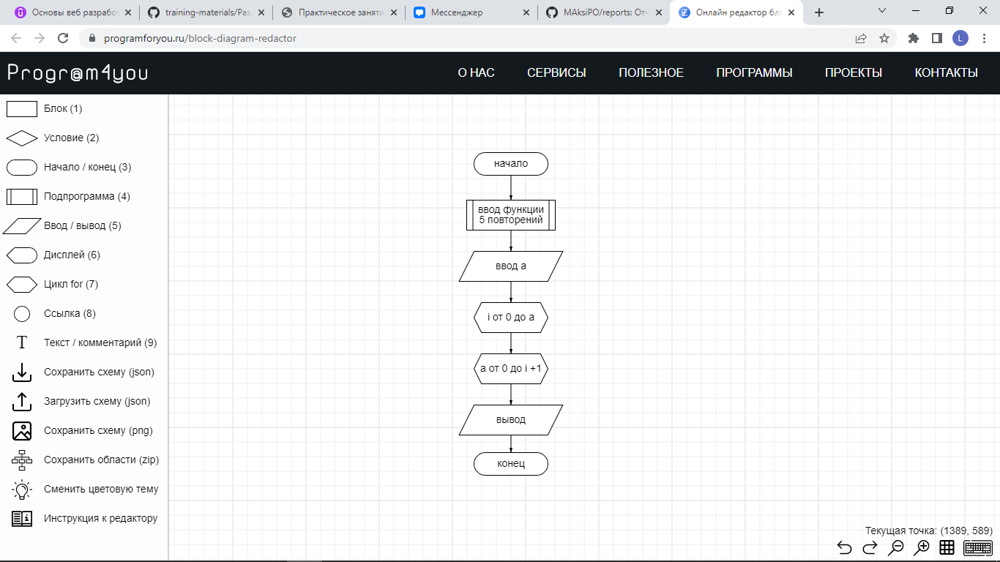 Основы веб разработ
training-materials/Раз
Практическое заняти
Мессенджер
MAksiPO/reports: Отч
Онлайн редактор бло
programforyou.ru/block-diagram-redactor
L
Progr@m4you
О НАС
СЕРВИСЫ
ПОЛЕЗНОЕ
ПРОГРАММЫ
ПРОЕКТЫ
КОНТАКТЫ
Блок (1)
Условие (2)
Начало / конец (3)
Подпрограмма (4)
Ввод / вывод (5)
Дисплей (6)
Цикл for (7)
Ссылка (8)
T Текст / комментарий (9)
Сохранить схему (json)
Загрузить схему (json)
Сохранить схему (png)
Сохранить области (zip)
Сменить цветовую тему
Инструкция к редактору
начало
ввод функции
5 повторений
ввод а
i от 0 до а
а от 0 до i +1
вывод
конец
Текущая точка: (1389, 589)